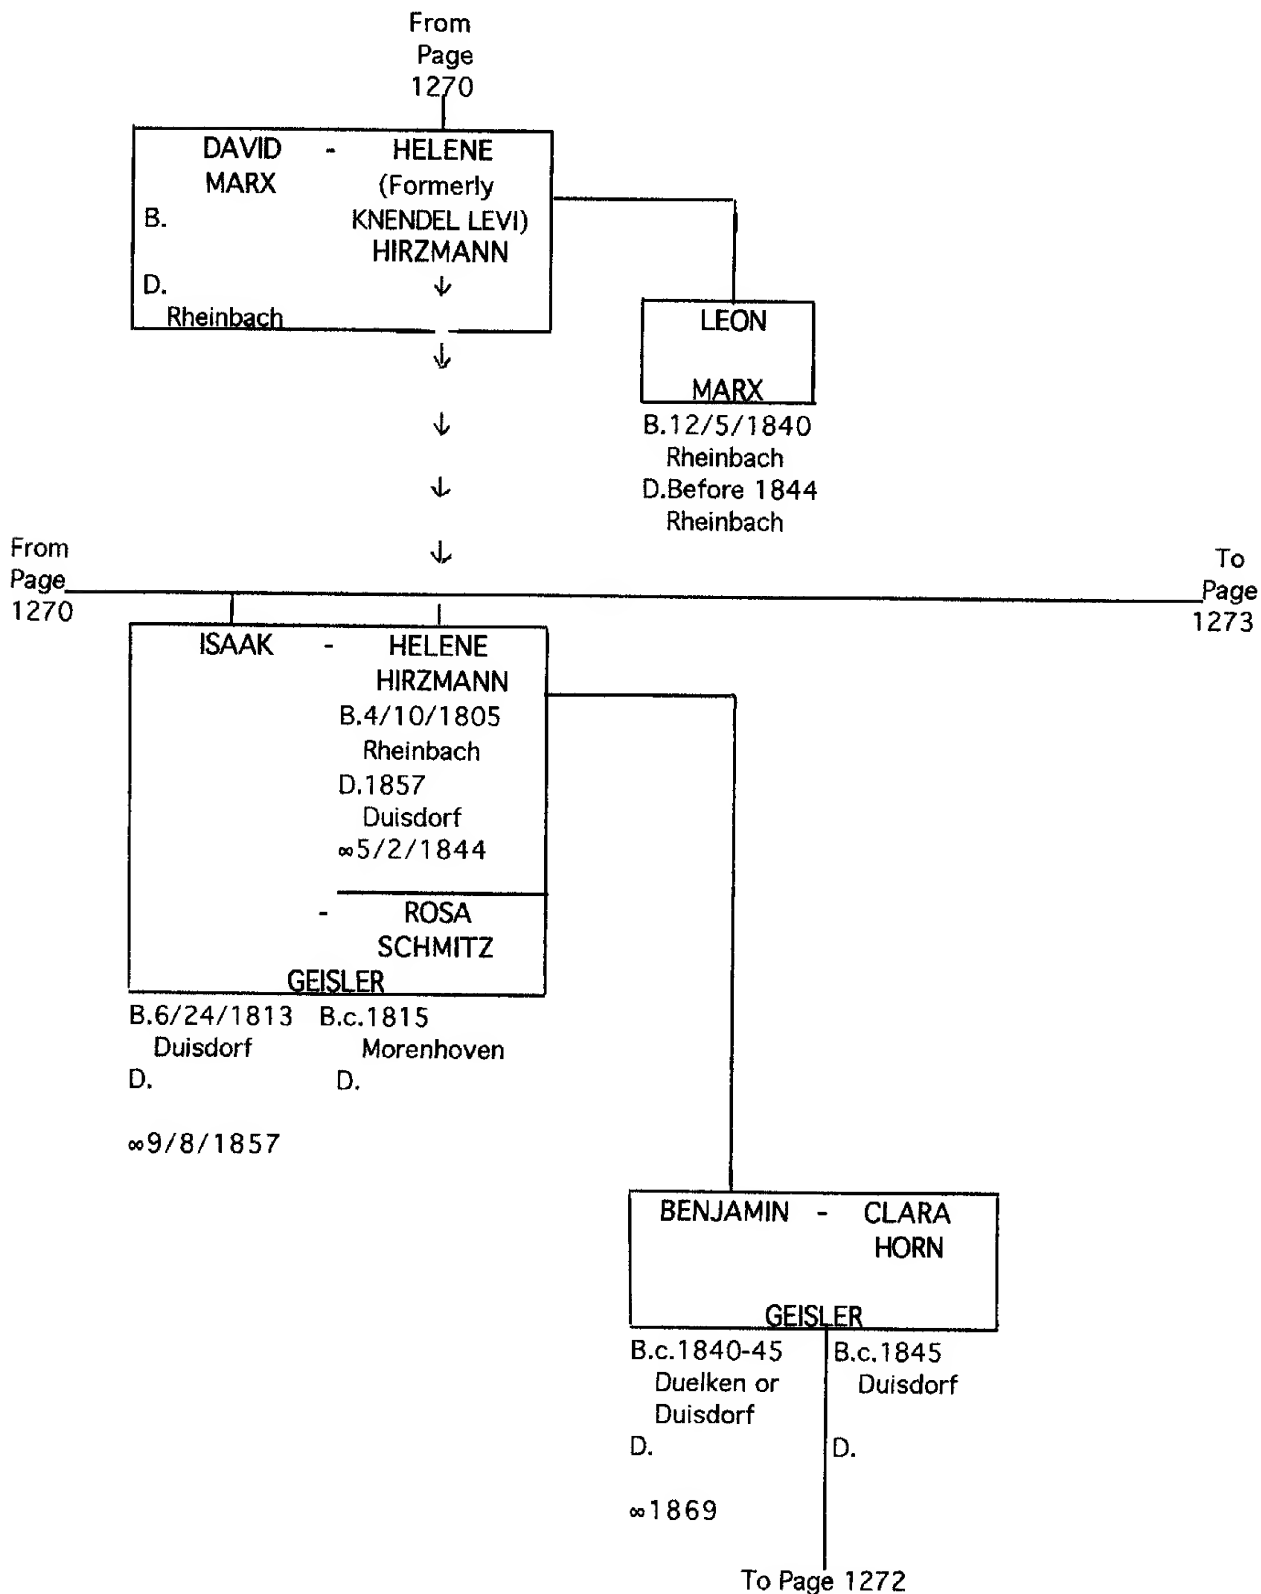 From
Page
1270
DAVID - HELENE
MARX (Formerly
B. KNENDEL LEVI)
HIRZMANN
D. ↓
Rheinbach
↓
LEON
MARX
↓
B.12/5/1840
Rheinbach
↓
D.Before 1844
Rheinbach
↓
From
Page
1270
To
Page
1273
ISAAK - HELENE
HIRZMANN
B.4/10/1805
Rheinbach
D.1857
Duisdorf
∞5/2/1844
- ROSA
SCHMITZ
GEISLER
B.6/24/1813 B.c.1815
Duisdorf Morenhoven
D. D.
∞9/8/1857
BENJAMIN - CLARA
HORN
GEISLER
B.c.1840-45 B.c.1845
Duelken or Duisdorf
Duisdorf
D. D.
∞1869
To Page 1272